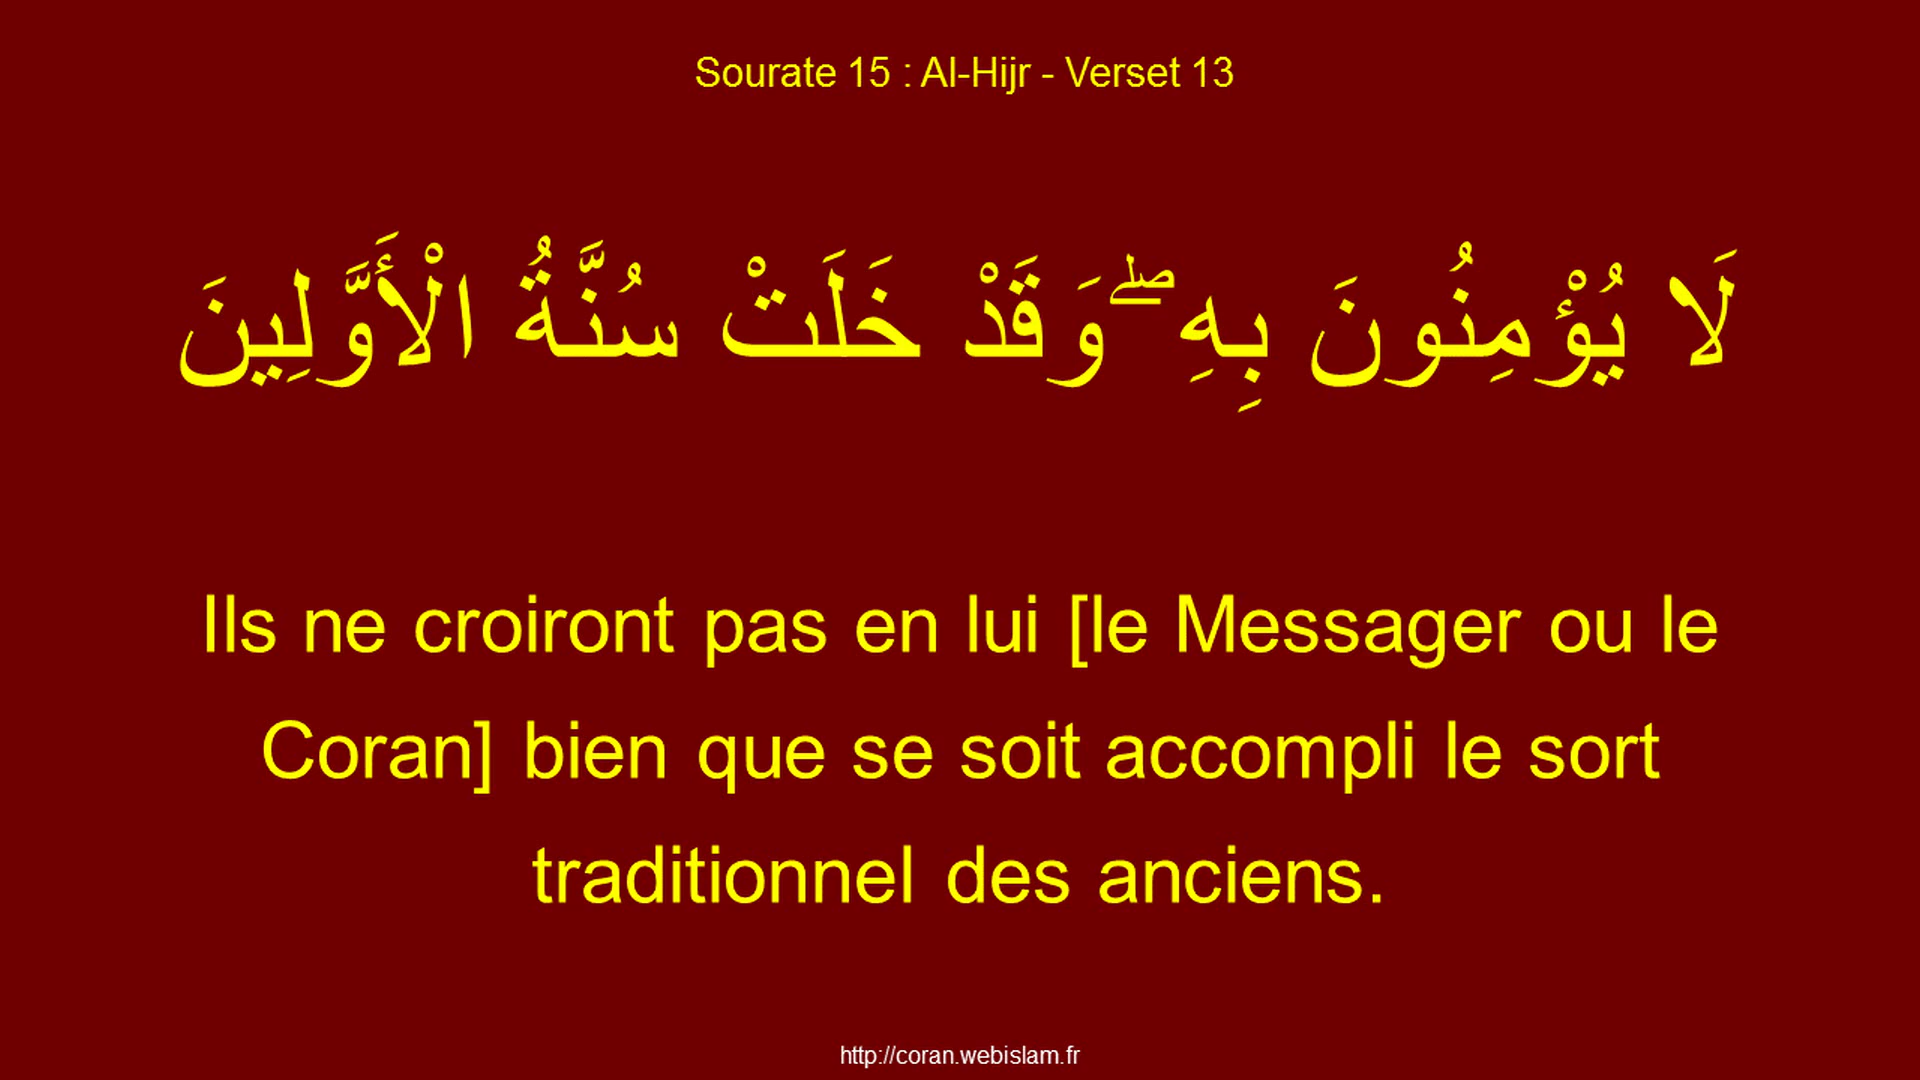 Sourate 15 : Al-Hijr - Verset 13
لَا يُؤْمِنُونَ بِهِ ۖ وَقَدْ خَلَتْ سُنَّةُ الْأَوَّلِينَ
Ils ne croiront pas en lui [le Messager ou le
Coran] bien que se soit accompli le sort
traditionnel des anciens.
http://coran.webislam.fr